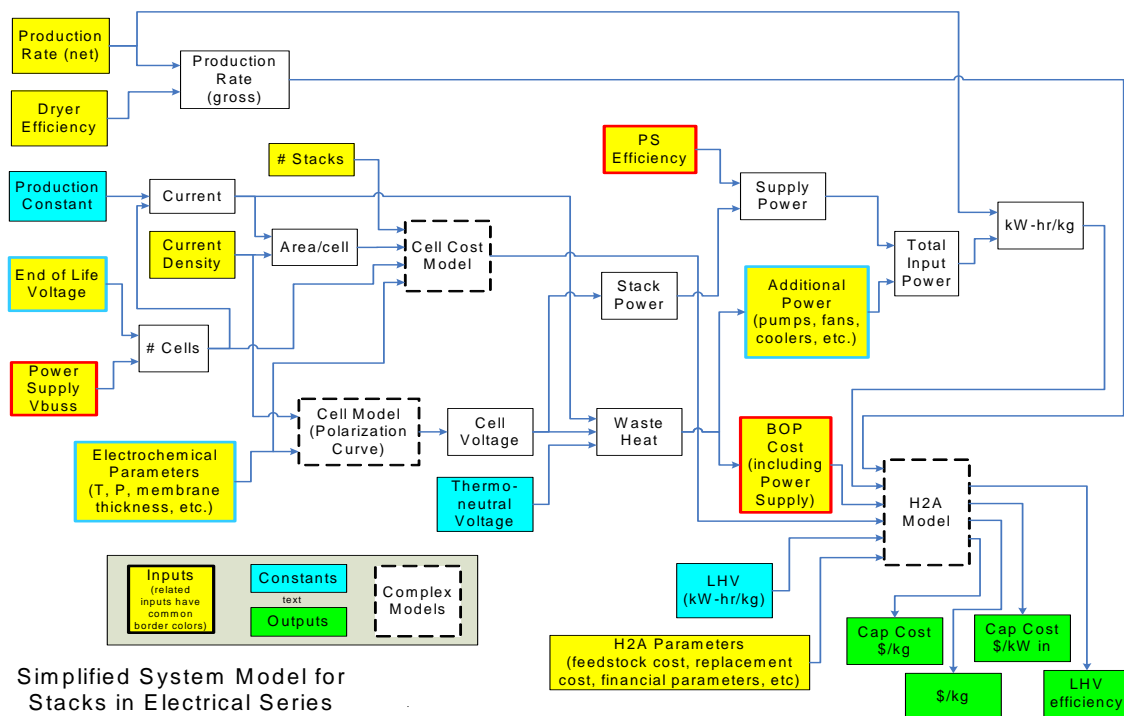 Production
Rate (net)
Production
Rate
(gross)
Dryer
Efficiency
# Stacks
PS
Efficiency
Production
Constant
Current
Supply
Power
kW-hr/kg
Current
Density
Area/cell
Cell Cost
Model
Total
Input
Power
End of Life
Voltage
Stack
Power
Additional
Power
(pumps, fans,
coolers, etc.)
# Cells
Power
Supply
Vbuss
Cell Model
(Polarization
Curve)
Cell
Voltage
Waste
Heat
BOP
Cost
(including
Power
Supply)
Electrochemical
Parameters
(T, P, membrane
thickness, etc.)
Thermo-
neutral
Voltage
H2A
Model
Inputs
(related
inputs have
common
border colors)
Constants
text
Outputs
Complex
Models
LHV
(kW-hr/kg)
H2A Parameters
(feedstock cost, replacement
cost, financial parameters, etc)
Cap Cost
$/kg
Cap Cost
$/kW in
$/kg
LHV
efficiency
Simplified System Model for
Stacks in Electrical Series